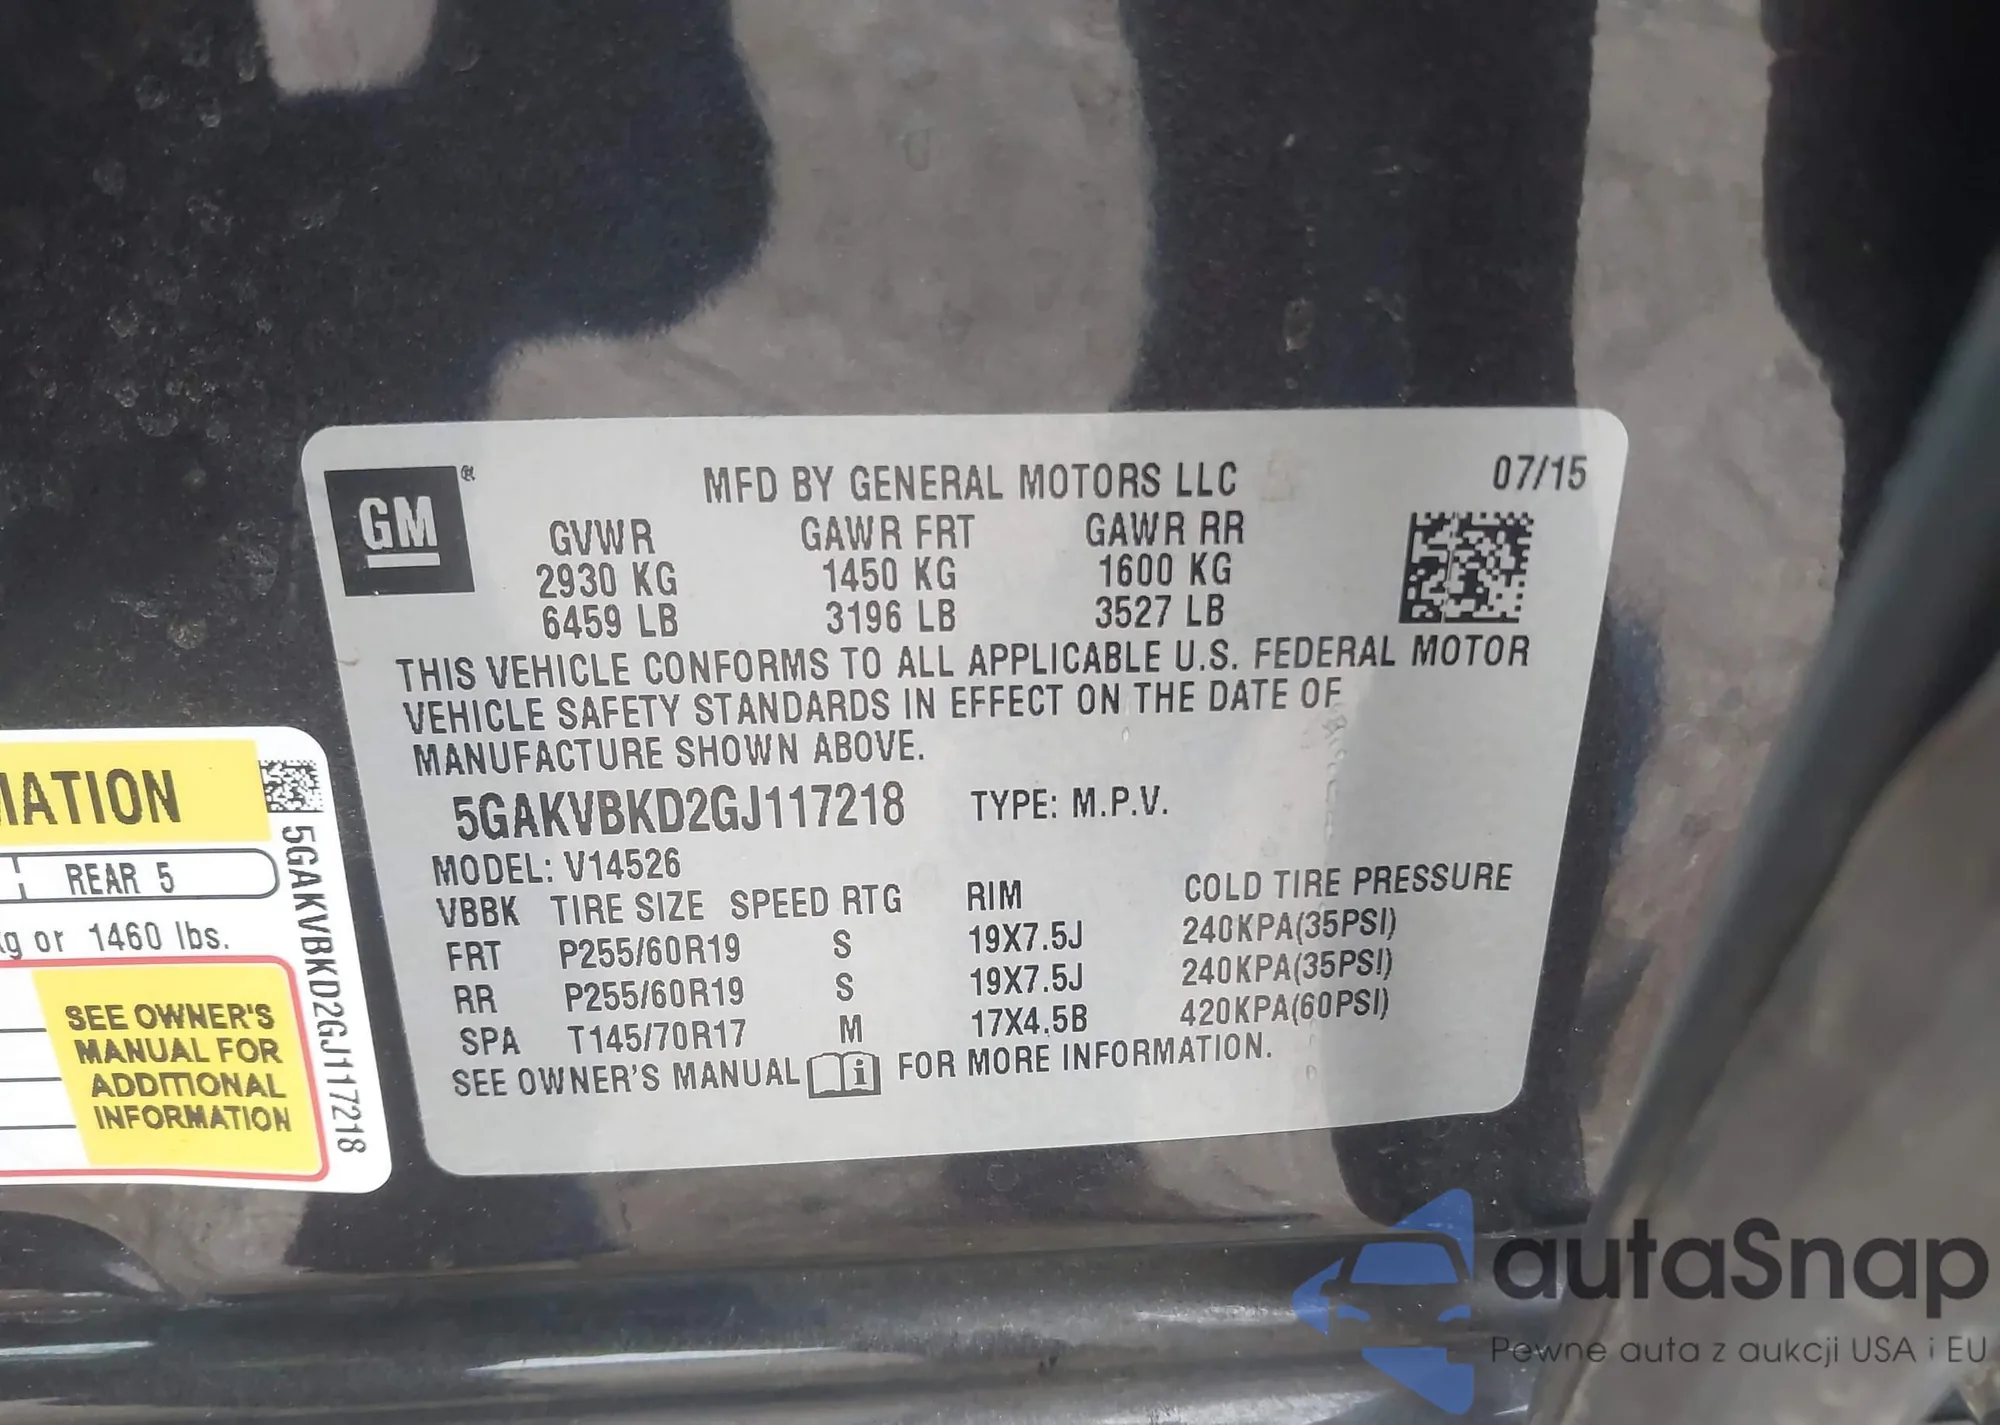 GM ®
MFD BY GENERAL MOTORS LLC 07/15
GVWR GAWR FRT GAWR RR
2930 KG 1450 KG 1600 KG
6459 LB 3196 LB 3527 LB
THIS VEHICLE CONFORMS TO ALL APPLICABLE U.S. FEDERAL MOTOR
VEHICLE SAFETY STANDARDS IN EFFECT ON THE DATE OF
MANUFACTURE SHOWN ABOVE.
5GAKVBKD2GJ117218 TYPE: M.P.V.
MODEL: V14526
VBBK TIRE SIZE SPEED RTG RIM COLD TIRE PRESSURE
FRT P255/60R19 S 19X7.5J 240KPA(35PSI)
RR P255/60R19 S 19X7.5J 240KPA(35PSI)
SPA T145/70R17 M 17X4.5B 420KPA(60PSI)
SEE OWNER'S MANUAL i FOR MORE INFORMATION.
MATION
REAR 5
kg or 1460 lbs.
SEE OWNER'S
MANUAL FOR
ADDITIONAL
INFORMATION
5GAKVBKD2GJ117218
autaSnap
Pewne auta z aukcji USA i EU